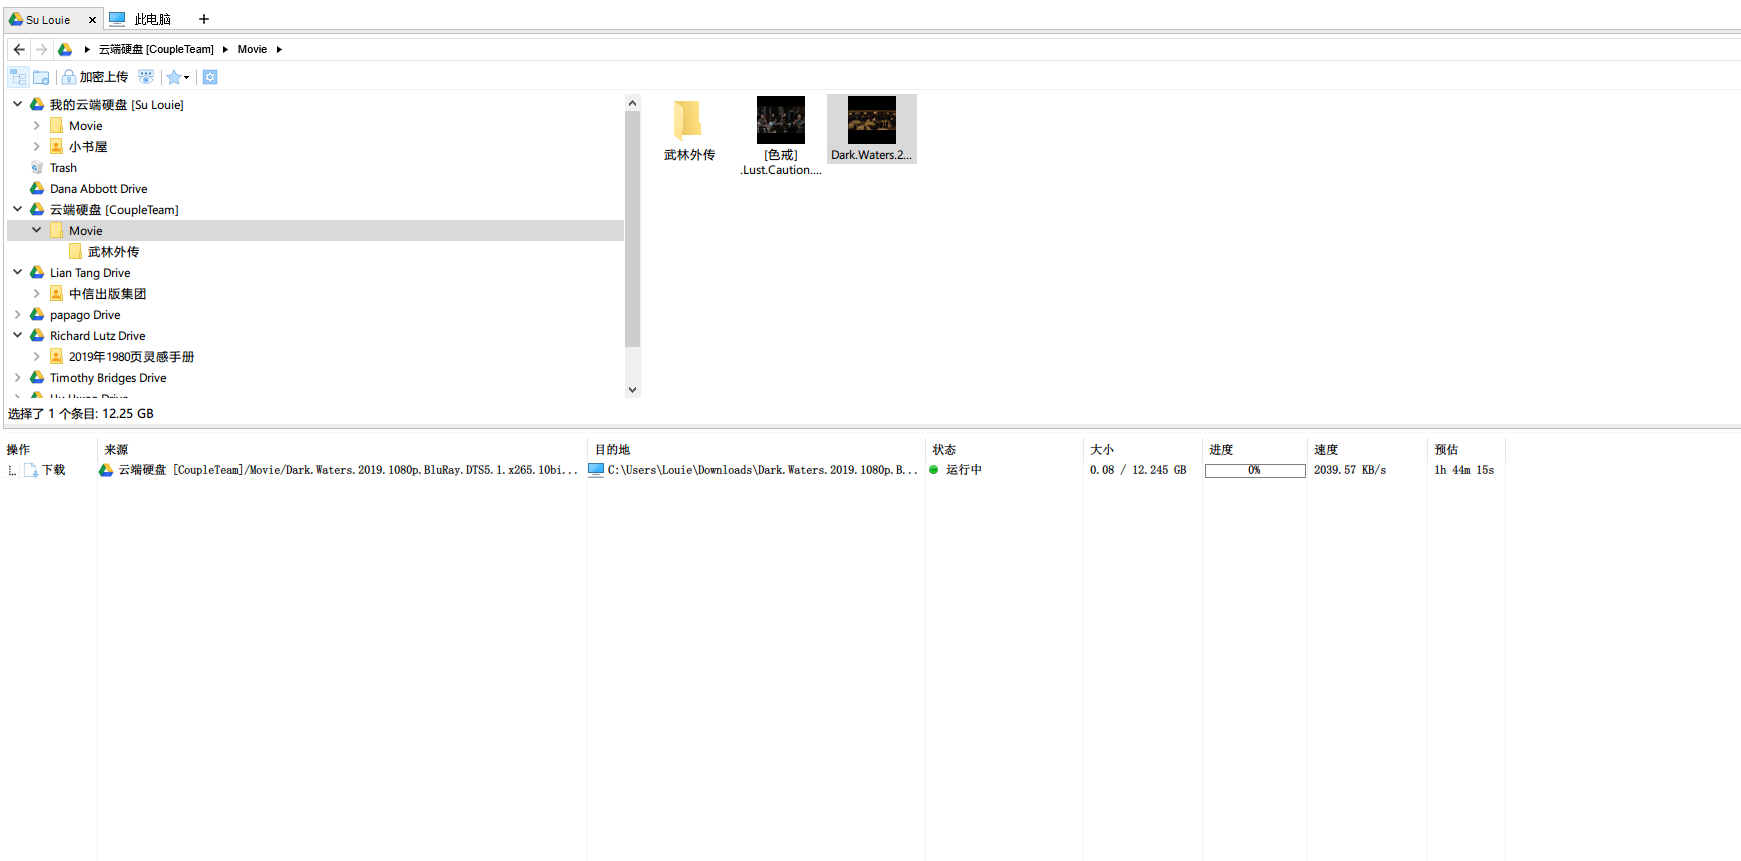 Su Louie
此电脑
云端硬盘 [CoupleTeam]
Movie
加密上传
我的云端硬盘 [Su Louie]
Movie
小书屋
Trash
Dana Abbott Drive
云端硬盘 [CoupleTeam]
Movie
武林外传
Lian Tang Drive
中信出版集团
papago Drive
Richard Lutz Drive
2019年1980页灵感手册
Timothy Bridges Drive
武林外传
[色戒]
.Lust.Caution....
Dark.Waters.2...
选择了 1 个条目: 12.25 GB
操作 来源 目的地 状态 大小 进度 速度 预估
下载 云端硬盘 [CoupleTeam]/Movie/Dark.Waters.2019.1080p.BluRay.DTS5.1.x265.10bi... C:\Users\Louie\Downloads\Dark.Waters.2019.1080p.B... 运行中 0.08 / 12.245 GB 0% 2039.57 KB/s 1h 44m 15s